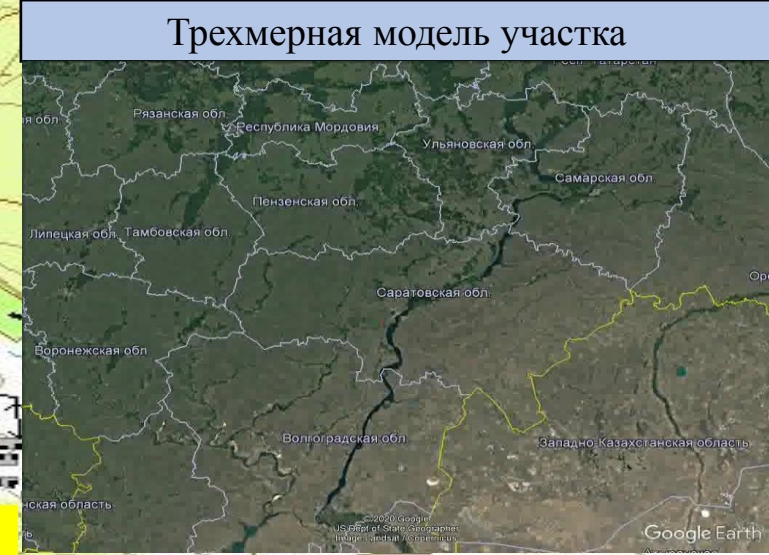 Трехмерная модель участка
Респ. Татарстан
Рязанская обл.
Республика Мордовия
Ульяновская обл.
Самарская обл.
Пензенская обл.
Липецкая обл.
Тамбовская обл.
Саратовская обл.
Воронежская обл
Волгоградская обл.
Западно-Казахстанская область
нская область
©2020 Google
US Dept of State Geographer
Image Landsat / Copernicus
Google Earth